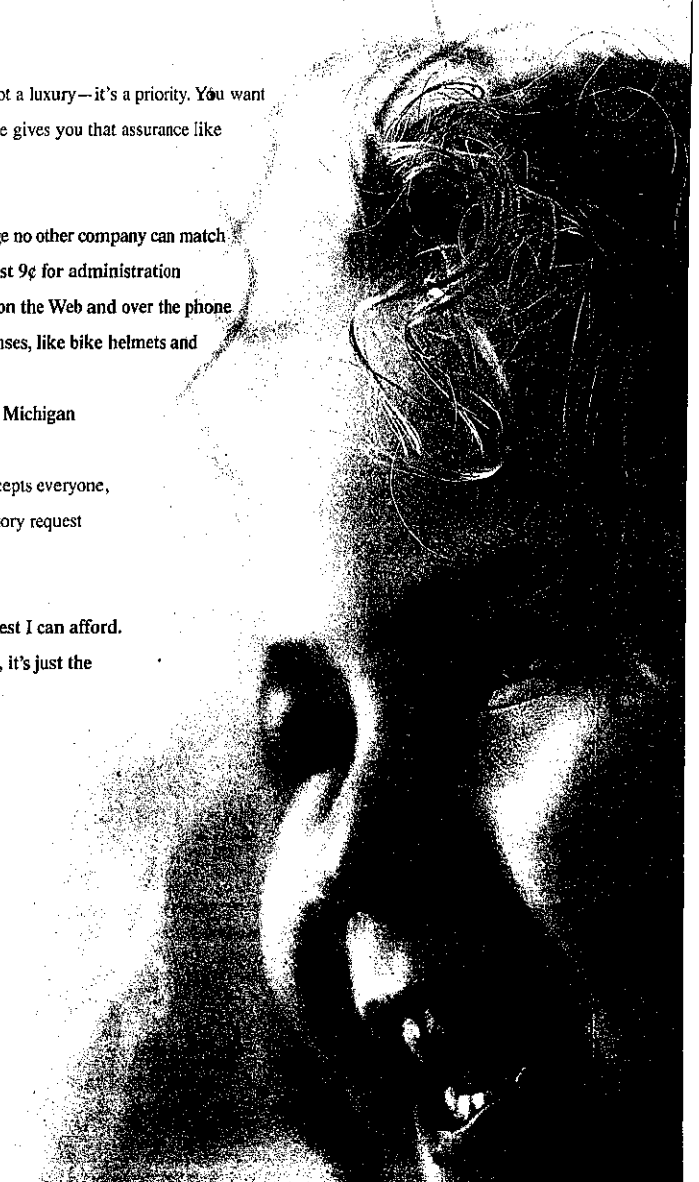 ot a luxury—it's a priority. You want
e gives you that assurance like
e no other company can match
st 9¢ for administration
on the Web and over the phone
nses, like bike helmets and
Michigan
cepts everyone,
ory request
est I can afford.
, it's just the